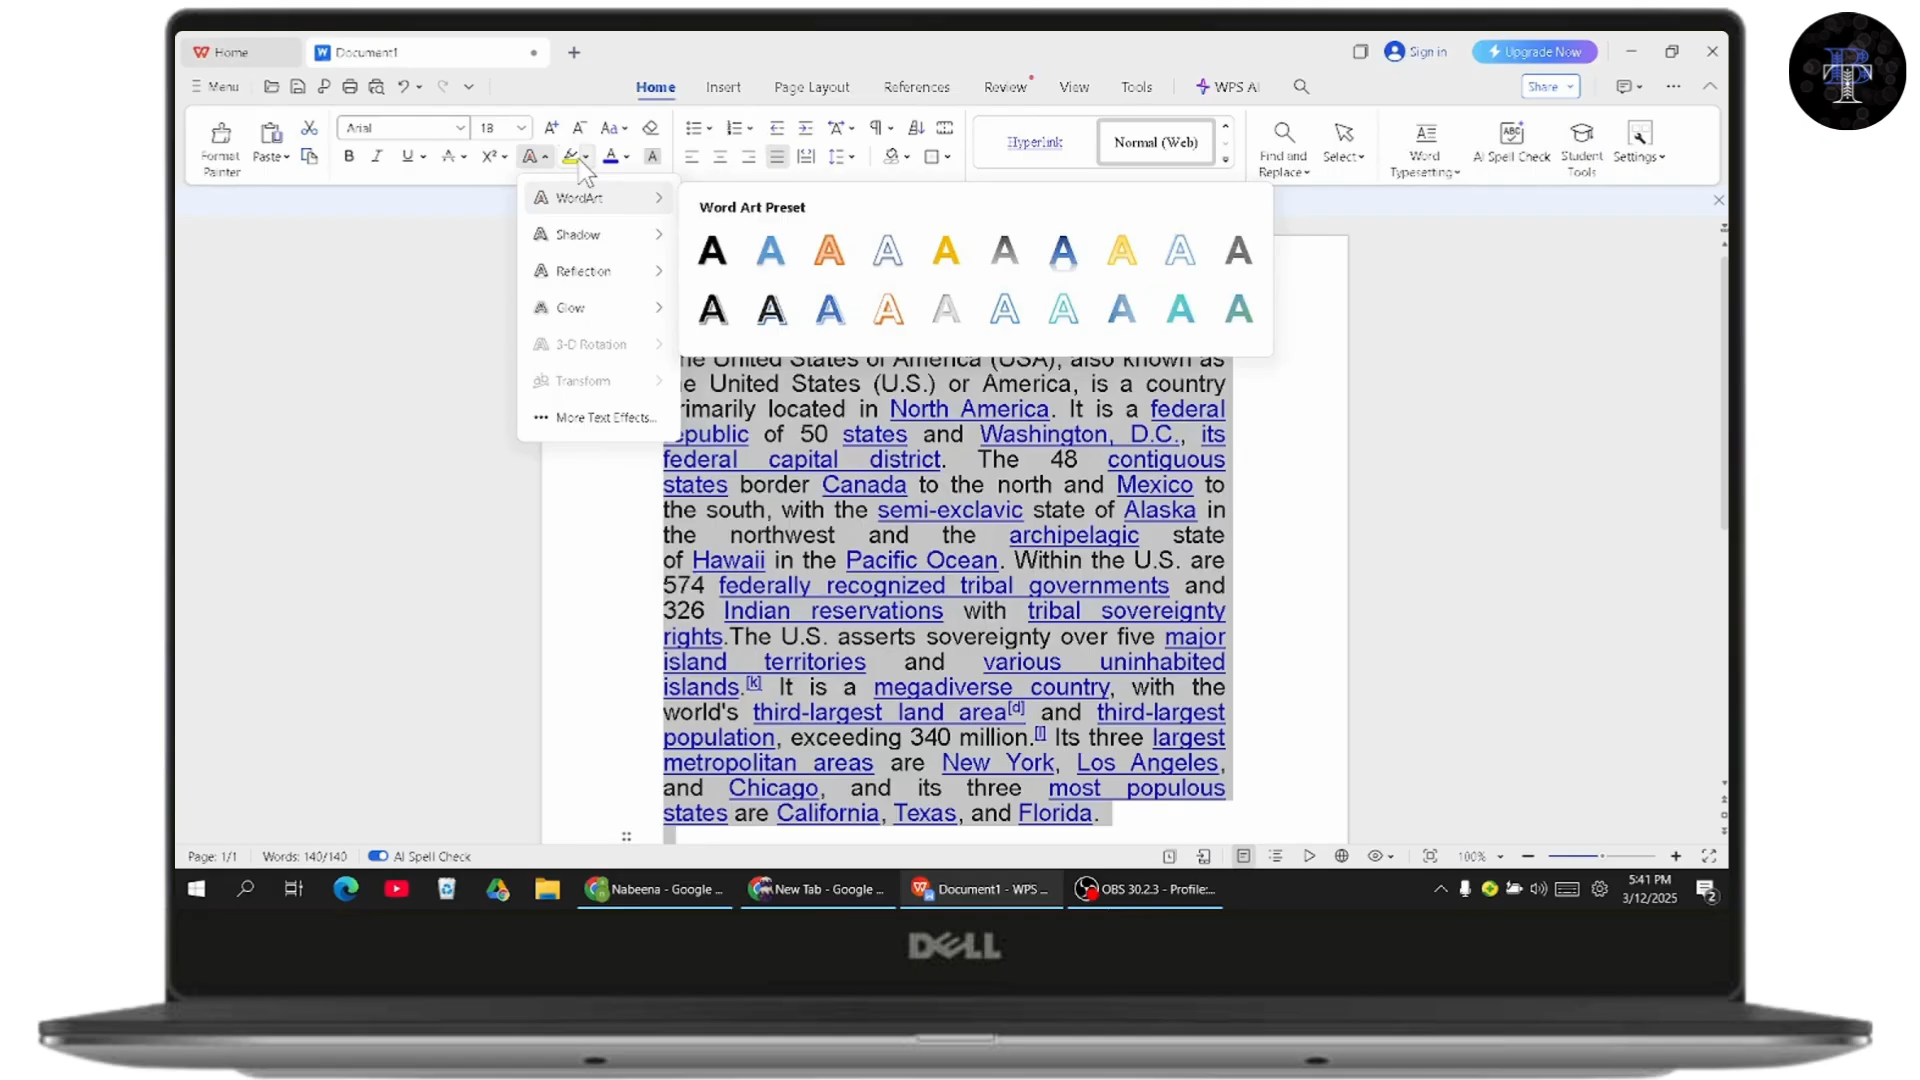 Home
Document1
Sign in
Upgrade Now
Menu
Home
Insert
Page Layout
References
Review
View
Tools
WPS AI
Share
Format Painter
Paste
Arial
18
Hyperlink
Normal (Web)
Find and Replace
Select
Word Typesetting
AI Spell Check
Student Tools
Settings
WordArt
Shadow
Reflection
Glow
3-D Rotation
Transform
More Text Effects...
Word Art Preset
he United States of America (USA), also known as
e United States (U.S.) or America, is a country
rimarily located in North America. It is a federal
epublic of 50 states and Washington, D.C., its
federal capital district. The 48 contiguous
states border Canada to the north and Mexico to
the south, with the semi-exclavic state of Alaska in
the northwest and the archipelagic state
of Hawaii in the Pacific Ocean. Within the U.S. are
574 federally recognized tribal governments and
326 Indian reservations with tribal sovereignty
rights.The U.S. asserts sovereignty over five major
island territories and various uninhabited
islands.[k] It is a megadiverse country, with the
world's third-largest land area[d] and third-largest
population, exceeding 340 million.[l] Its three largest
metropolitan areas are New York, Los Angeles,
and Chicago, and its three most populous
states are California, Texas, and Florida.
Page: 1/1
Words: 140/140
AI Spell Check
100%
Nabeena - Google ...
New Tab - Google ...
Document1 - WPS ...
OBS 30.2.3 - Profile:...
5:41 PM
3/12/2025
2
DELL